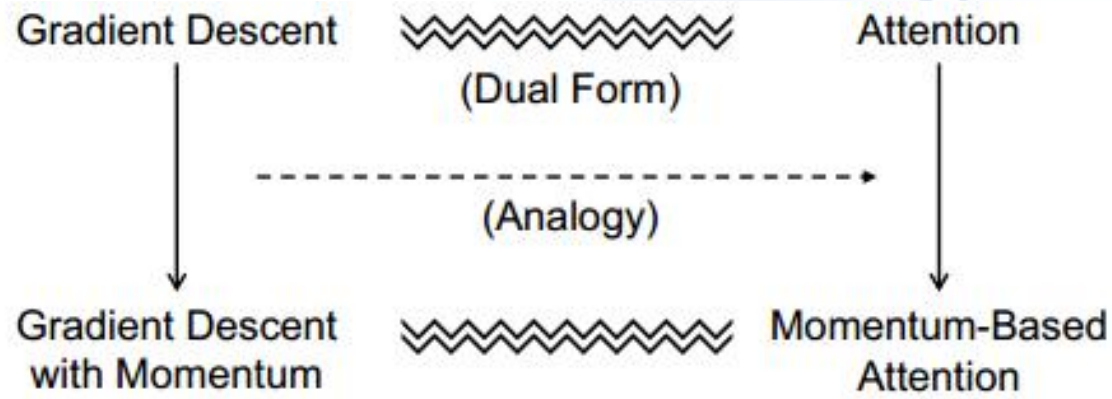 Gradient Descent
Attention
(Dual Form)
(Analogy)
Gradient Descent
with Momentum
Momentum-Based
Attention